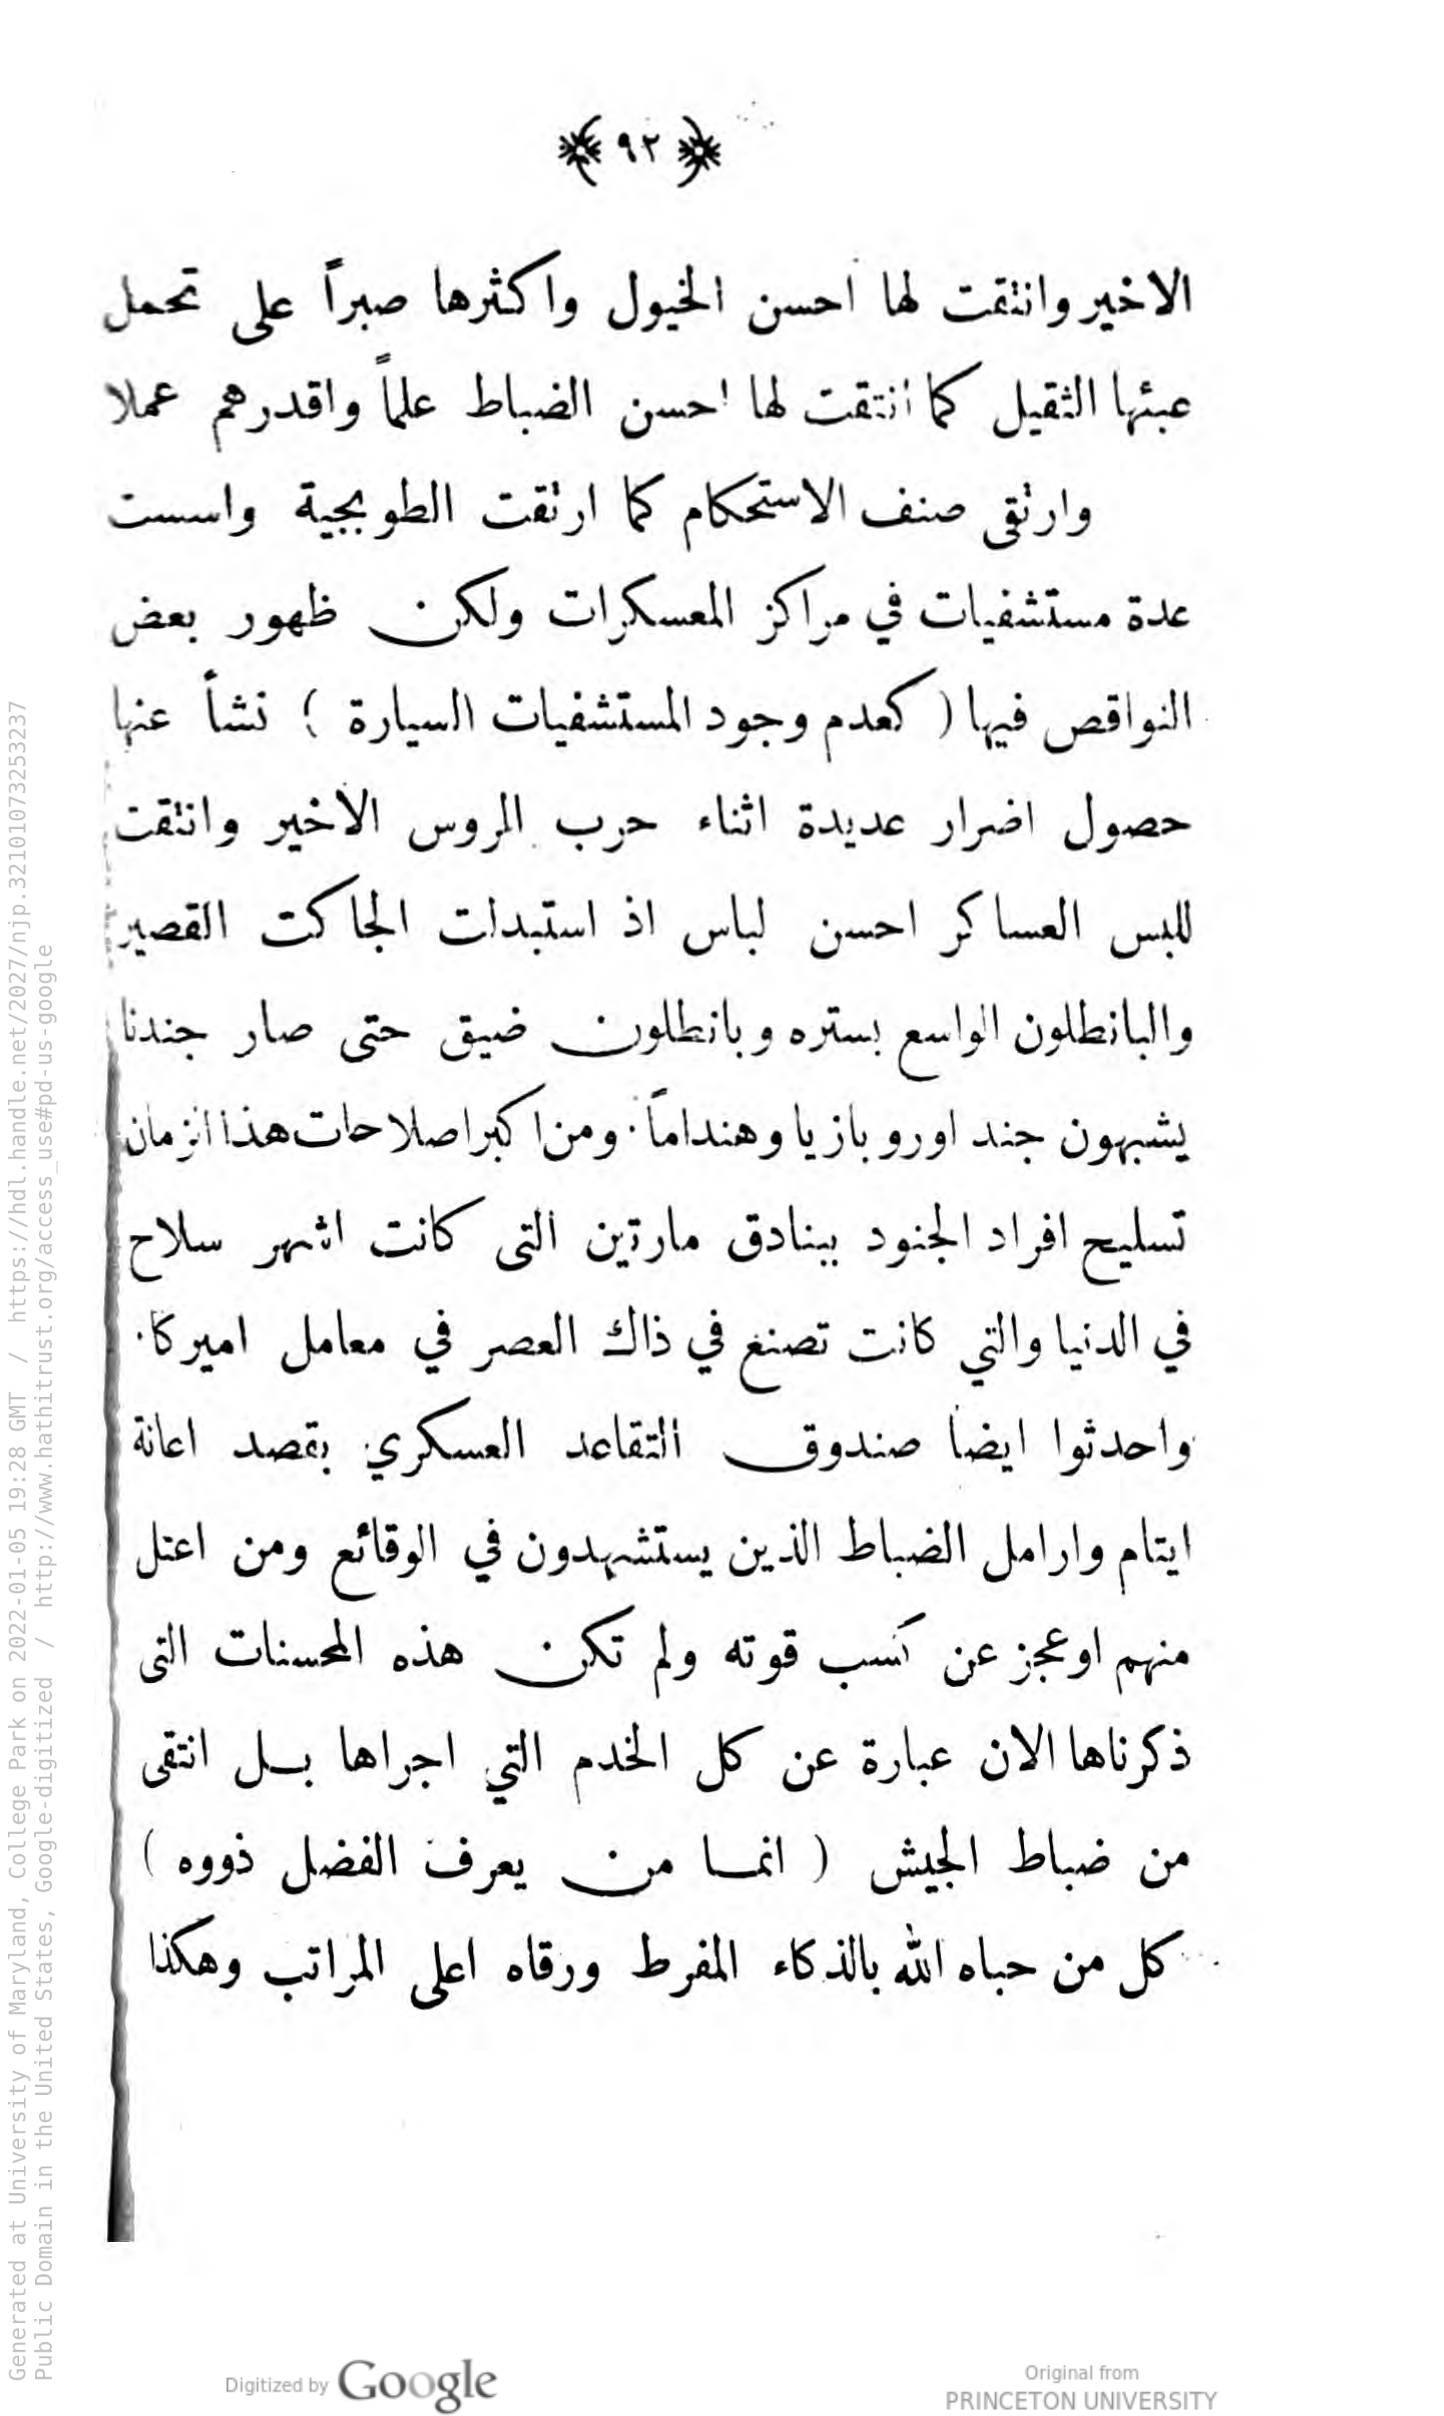 ٩٢
الاخير وانتقت لها احسن الخيول واكثرها صبراً على تحمل
عبئها الثقيل كما انتقت لها احسن الضباط علماً واقدرهم عملا
وارتقى صنف الاستحكام كما ارتقت الطوبجية واسست
عدة مستشفيات في مراكز المعسكرات ولكن ظهور بعض
النواقص فيها ( كعدم وجود المستشفيات السيارة ) نشأ عنها
حصول اضرار عديدة اثناء حرب الروس الاخير وانتقت
للبس العساكر احسن لباس اذ استبدلت الجاكت القصير
والبانطلون الواسع بستره وبانطلون ضيق حتى صار جندنا
يشبهون جند اوروبا زيا وهنداماً . ومن اكبر اصلاحات هذا الزمان
تسليح افراد الجنود ببنادق مارتين التى كانت اشهر سلاح
في الدنيا والتي كانت تصنع في ذاك العصر في معامل اميركا .
واحدثوا ايضا صندوق التقاعد العسكري بقصد اعانة
ايتام وارامل الضباط الذين يستشهدون في الوقائع ومن اعتل
منهم او عجز عن كسب قوته ولم تكن هذه المحسنات التى
ذكرناها الان عبارة عن كل الخدم التي اجراها بل انتقى
من ضباط الجيش ( انما من يعرف الفضل ذووه )
كل من حباه الله بالذكاء المفرط ورقاه اعلى المراتب وهكذا
Generated at University of Maryland, College Park on 2022-01-05 19:28 GMT / https://hdl.handle.net/2027/njp.32101073253237
Public Domain in the United States, Google-digitized / http://www.hathitrust.org/access_use#pd-us-google
Digitized by Google
Original from
PRINCETON UNIVERSITY